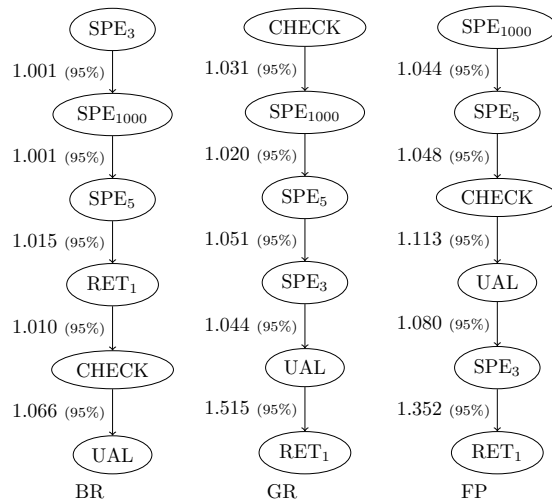 SPE₃
1.001 (95%)
SPE₁₀₀₀
1.001 (95%)
SPE₅
1.015 (95%)
RET₁
1.010 (95%)
CHECK
1.066 (95%)
UAL
BR
CHECK
1.031 (95%)
SPE₁₀₀₀
1.020 (95%)
SPE₅
1.051 (95%)
SPE₃
1.044 (95%)
UAL
1.515 (95%)
RET₁
GR
SPE₁₀₀₀
1.044 (95%)
SPE₅
1.048 (95%)
CHECK
1.113 (95%)
UAL
1.080 (95%)
SPE₃
1.352 (95%)
RET₁
FP